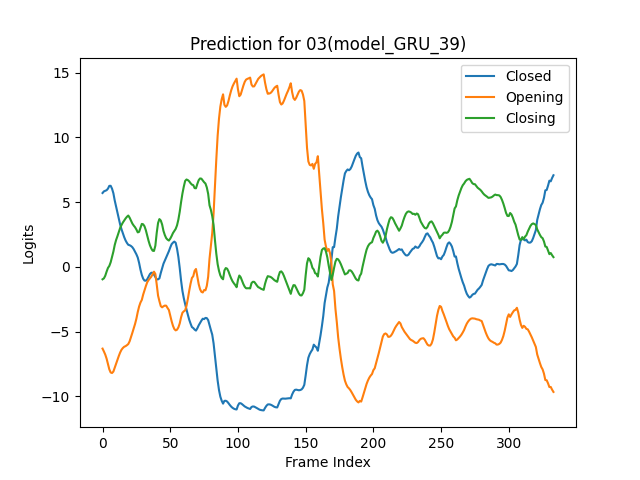 Prediction for 03(model_GRU_39)
Closed
Opening
Closing
Logits
15
10
5
0
−5
−10
0 50 100 150 200 250 300
Frame Index